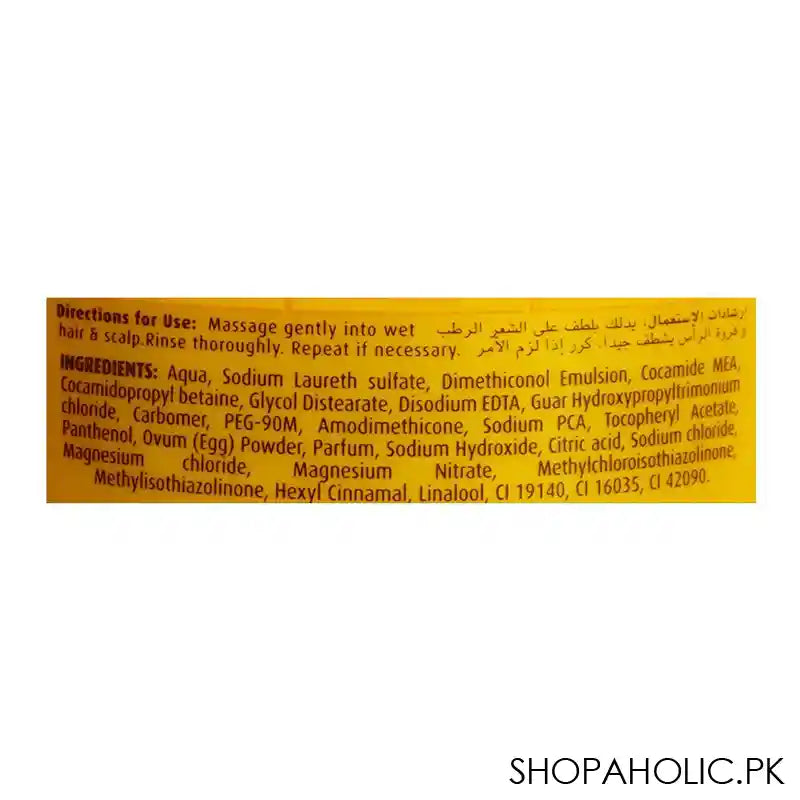 Directions for Use: Massage gently into wet
hair & scalp.Rinse thoroughly. Repeat if necessary.
إرشادات الاستعمال، يدلك بلطف على الشعر الرطب
و فروة الرأس يشطف جيداً، كرر إذا لزم الأمر.
INGREDIENTS: Aqua, Sodium Laureth sulfate, Dimethiconol Emulsion, Cocamide MEA,
Cocamidopropyl betaine, Glycol Distearate, Disodium EDTA, Guar Hydroxypropyltrimonium
chloride, Carbomer, PEG-90M, Amodimethicone, Sodium PCA, Tocopheryl Acetate,
Panthenol, Ovum (Egg) Powder, Parfum, Sodium Hydroxide, Citric acid, Sodium chloride,
Magnesium chloride, Magnesium Nitrate, Methylchloroisothiazolinone,
Methylisothiazolinone, Hexyl Cinnamal, Linalool, CI 19140, CI 16035, CI 42090.
SHOPAHOLIC.PK